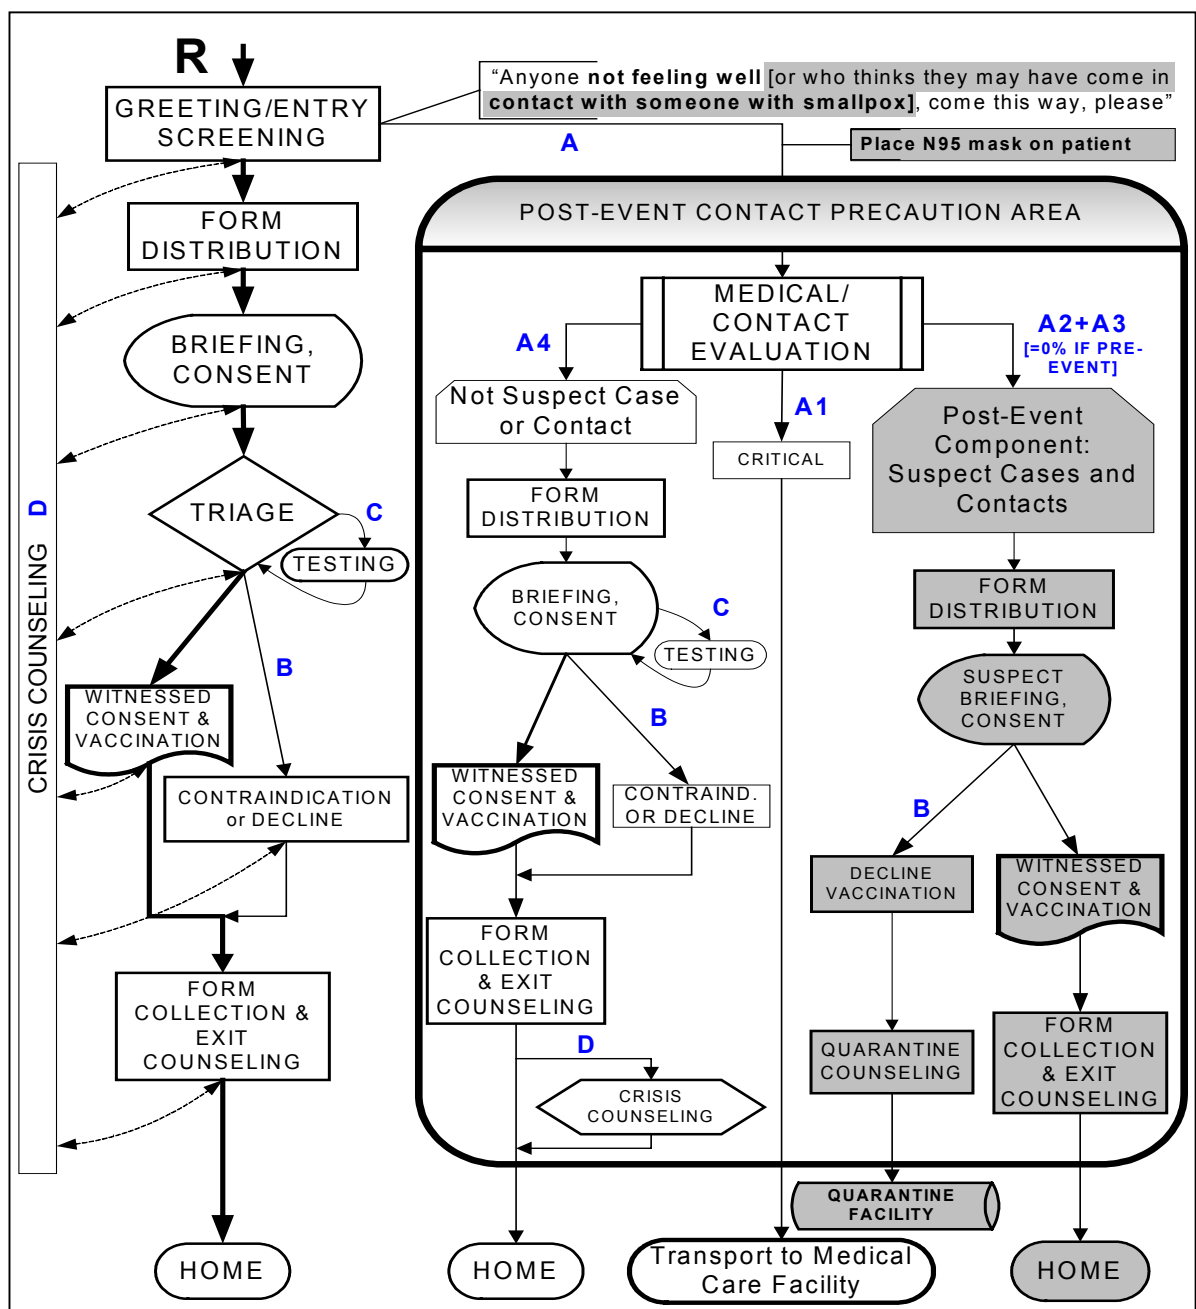 R
"Anyone not feeling well [or who thinks they may have come in
contact with someone with smallpox], come this way, please"
GREETING/ENTRY
SCREENING
A
Place N95 mask on patient
POST-EVENT CONTACT PRECAUTION AREA
FORM
DISTRIBUTION
BRIEFING,
CONSENT
TRIAGE
C
TESTING
D
CRISIS COUNSELING
B
WITNESSED
CONSENT &
VACCINATION
CONTRAINDICATION
or DECLINE
FORM
COLLECTION &
EXIT
COUNSELING
HOME
MEDICAL/
CONTACT
EVALUATION
A4
Not Suspect Case
or Contact
FORM
DISTRIBUTION
BRIEFING,
CONSENT
C
TESTING
B
WITNESSED
CONSENT &
VACCINATION
CONTRAIND.
OR DECLINE
FORM
COLLECTION
& EXIT
COUNSELING
D
CRISIS
COUNSELING
HOME
A1
CRITICAL
Transport to Medical
Care Facility
A2+A3
[=0% IF PRE-
EVENT]
Post-Event
Component:
Suspect Cases and
Contacts
FORM
DISTRIBUTION
SUSPECT
BRIEFING,
CONSENT
B
DECLINE
VACCINATION
QUARANTINE
COUNSELING
QUARANTINE
FACILITY
WITNESSED
CONSENT &
VACCINATION
FORM
COLLECTION
& EXIT
COUNSELING
HOME